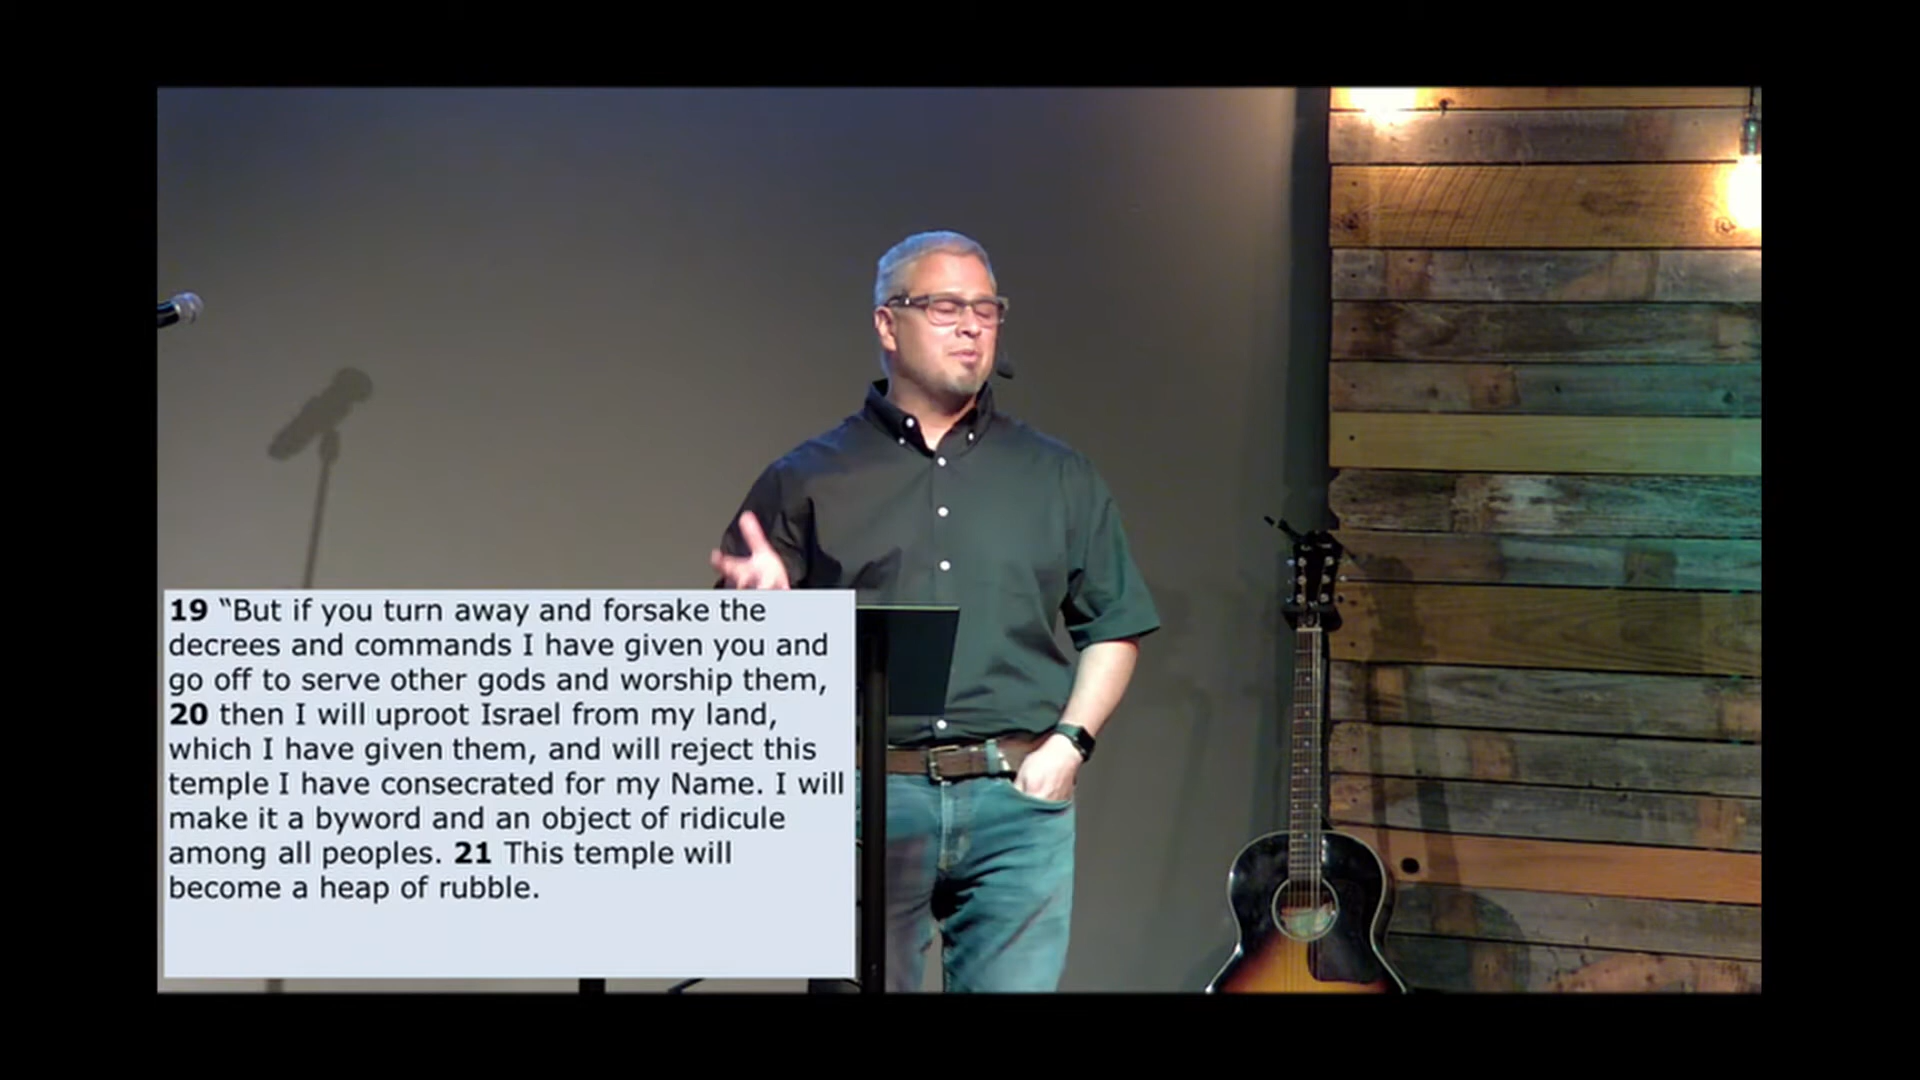 19 “But if you turn away and forsake the
decrees and commands I have given you and
go off to serve other gods and worship them,
20 then I will uproot Israel from my land,
which I have given them, and will reject this
temple I have consecrated for my Name. I will
make it a byword and an object of ridicule
among all peoples. 21 This temple will
become a heap of rubble.